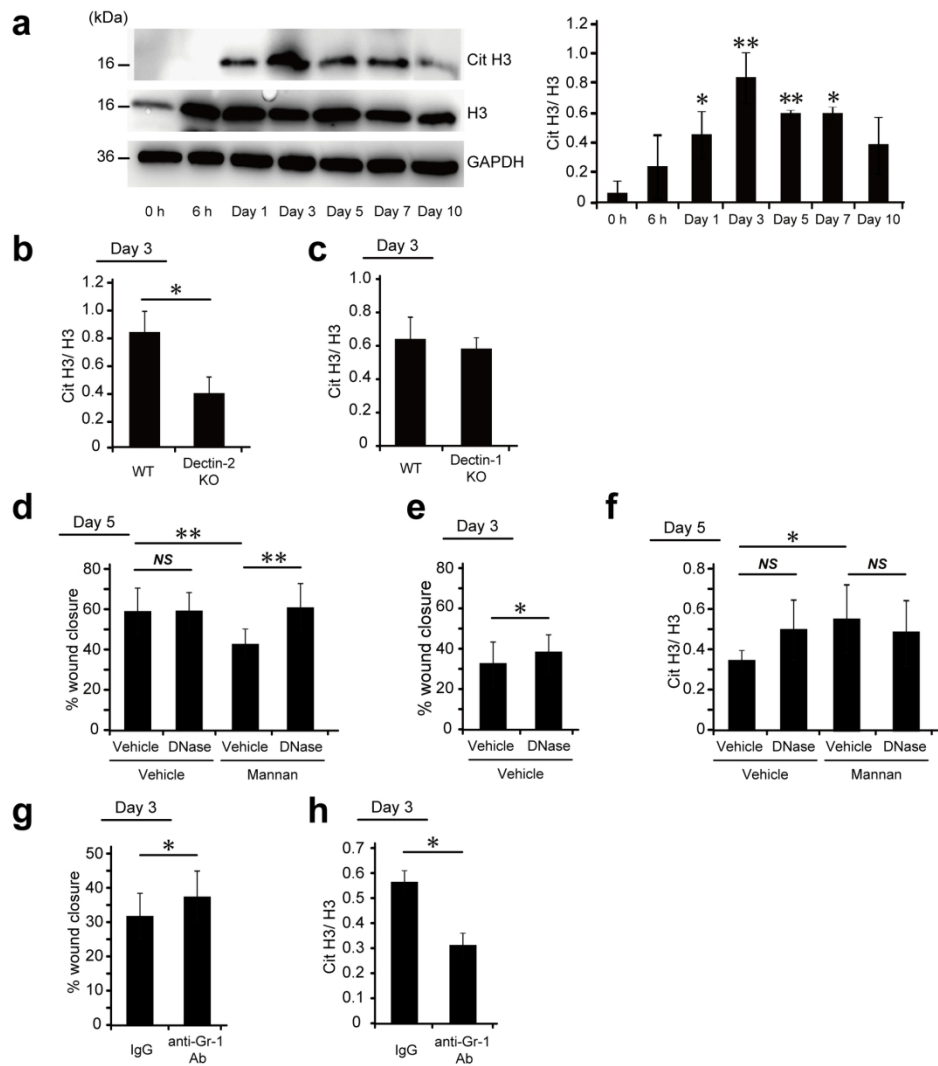 a
(kDa)
16
Cit H3
16
H3
36
GAPDH
0 h 6 h Day 1 Day 3 Day 5 Day 7 Day 10
Cit H3/ H3
1.2
1.0
0.8
0.6
0.4
0.2
0
* ** ** *
0 h 6 h Day 1 Day 3 Day 5 Day 7 Day 10
b
Day 3
Cit H3/ H3
1.2
1.0
0.8
0.6
0.4
0.2
0
*
WT Dectin-2
KO
c
Day 3
Cit H3/ H3
1.2
1.0
0.8
0.6
0.4
0.2
0
WT Dectin-1
KO
d
Day 5
% wound closure
80
60
40
20
0
**
NS **
Vehicle DNase Vehicle DNase
Vehicle Mannan
e
Day 3
% wound closure
80
60
40
20
0
*
Vehicle DNase
Vehicle
f
Day 5
Cit H3/ H3
0.8
0.6
0.4
0.2
0
*
NS NS
Vehicle DNase Vehicle DNase
Vehicle Mannan
g
Day 3
% wound closure
50
40
30
20
10
0
*
IgG anti-Gr-1
Ab
h
Day 3
Cit H3/ H3
0.7
0.6
0.5
0.4
0.3
0.2
0.1
0
*
IgG anti-Gr-1
Ab